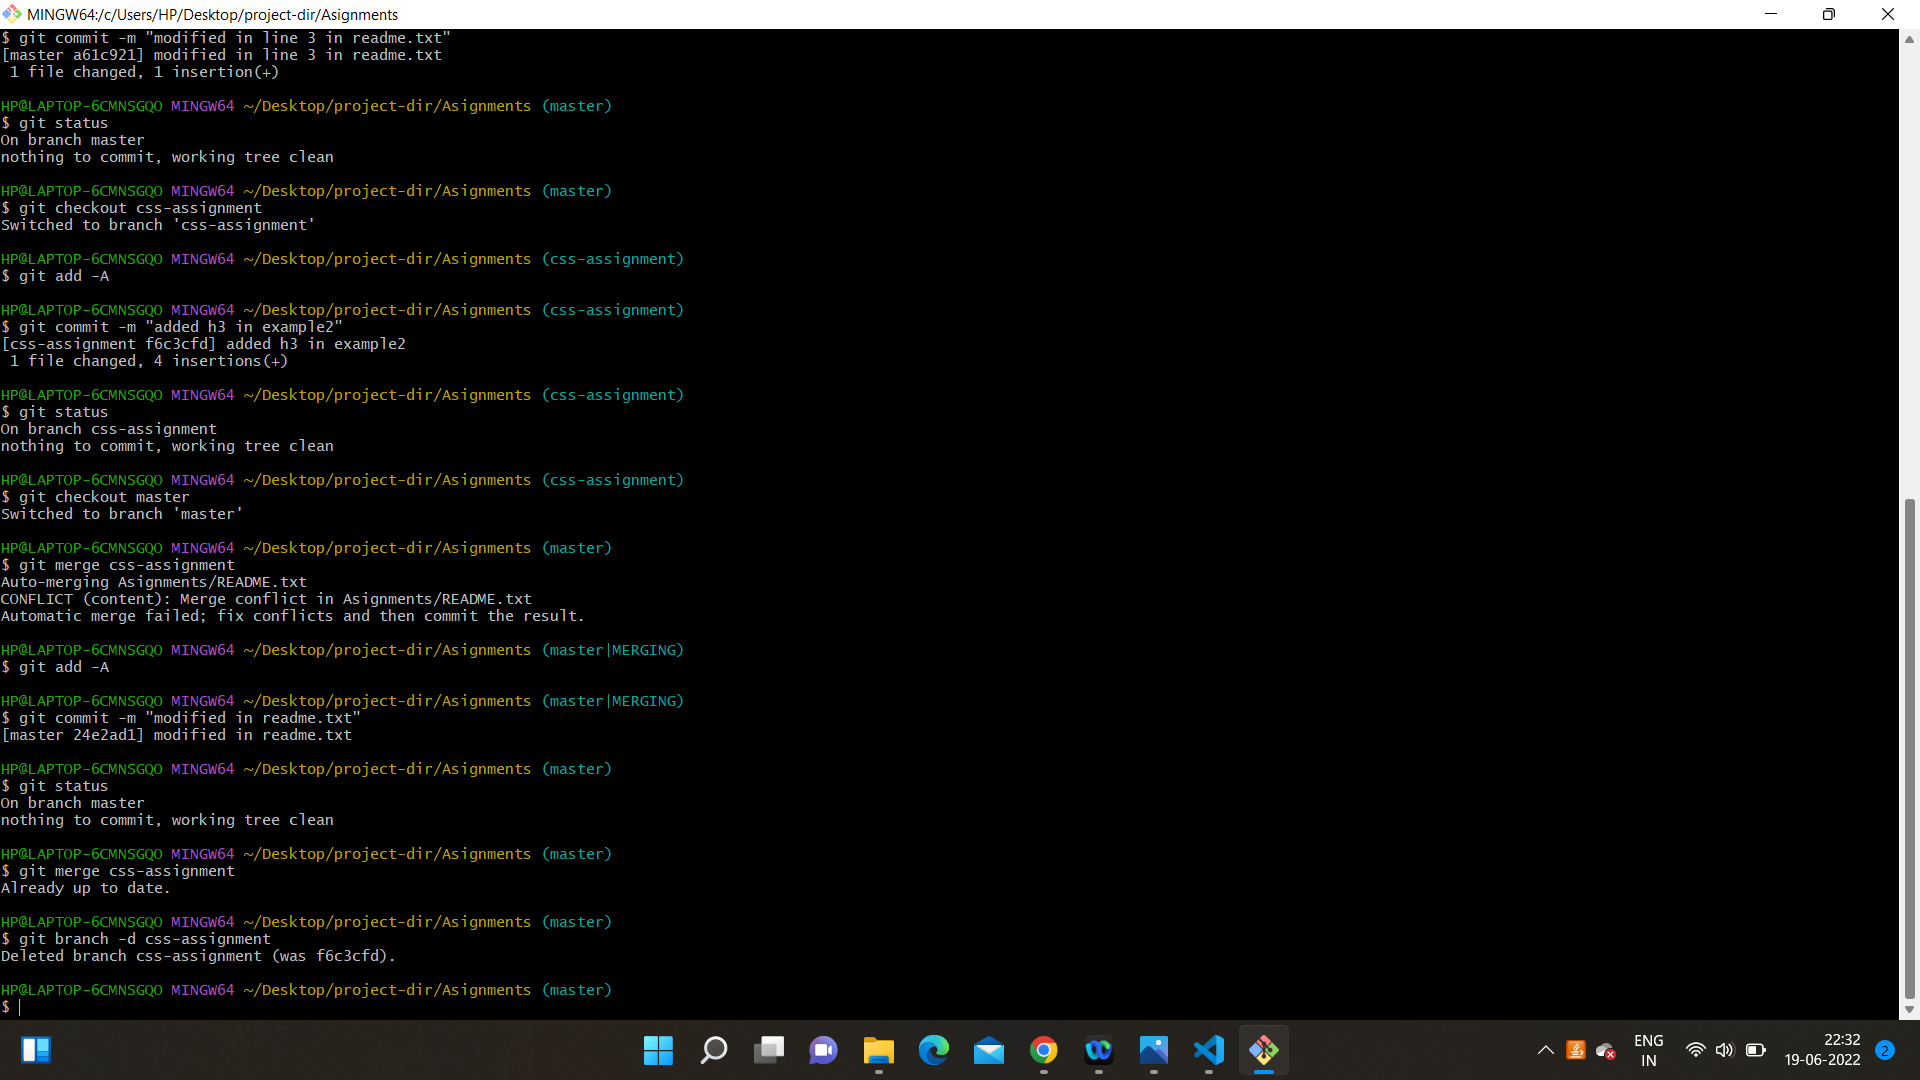 MINGW64:/c/Users/HP/Desktop/project-dir/Asignments
$ git commit -m "modified in line 3 in readme.txt"
[master a61c921] modified in line 3 in readme.txt
 1 file changed, 1 insertion(+)
HP@LAPTOP-6CMNSGQO MINGW64 ~/Desktop/project-dir/Asignments (master)
$ git status
On branch master
nothing to commit, working tree clean
HP@LAPTOP-6CMNSGQO MINGW64 ~/Desktop/project-dir/Asignments (master)
$ git checkout css-assignment
Switched to branch 'css-assignment'
HP@LAPTOP-6CMNSGQO MINGW64 ~/Desktop/project-dir/Asignments (css-assignment)
$ git add -A
HP@LAPTOP-6CMNSGQO MINGW64 ~/Desktop/project-dir/Asignments (css-assignment)
$ git commit -m "added h3 in example2"
[css-assignment f6c3cfd] added h3 in example2
 1 file changed, 4 insertions(+)
HP@LAPTOP-6CMNSGQO MINGW64 ~/Desktop/project-dir/Asignments (css-assignment)
$ git status
On branch css-assignment
nothing to commit, working tree clean
HP@LAPTOP-6CMNSGQO MINGW64 ~/Desktop/project-dir/Asignments (css-assignment)
$ git checkout master
Switched to branch 'master'
HP@LAPTOP-6CMNSGQO MINGW64 ~/Desktop/project-dir/Asignments (master)
$ git merge css-assignment
Auto-merging Asignments/README.txt
CONFLICT (content): Merge conflict in Asignments/README.txt
Automatic merge failed; fix conflicts and then commit the result.
HP@LAPTOP-6CMNSGQO MINGW64 ~/Desktop/project-dir/Asignments (master|MERGING)
$ git add -A
HP@LAPTOP-6CMNSGQO MINGW64 ~/Desktop/project-dir/Asignments (master|MERGING)
$ git commit -m "modified in readme.txt"
[master 24e2ad1] modified in readme.txt
HP@LAPTOP-6CMNSGQO MINGW64 ~/Desktop/project-dir/Asignments (master)
$ git status
On branch master
nothing to commit, working tree clean
HP@LAPTOP-6CMNSGQO MINGW64 ~/Desktop/project-dir/Asignments (master)
$ git merge css-assignment
Already up to date.
HP@LAPTOP-6CMNSGQO MINGW64 ~/Desktop/project-dir/Asignments (master)
$ git branch -d css-assignment
Deleted branch css-assignment (was f6c3cfd).
HP@LAPTOP-6CMNSGQO MINGW64 ~/Desktop/project-dir/Asignments (master)
$
ENG
IN
22:32
19-06-2022
2